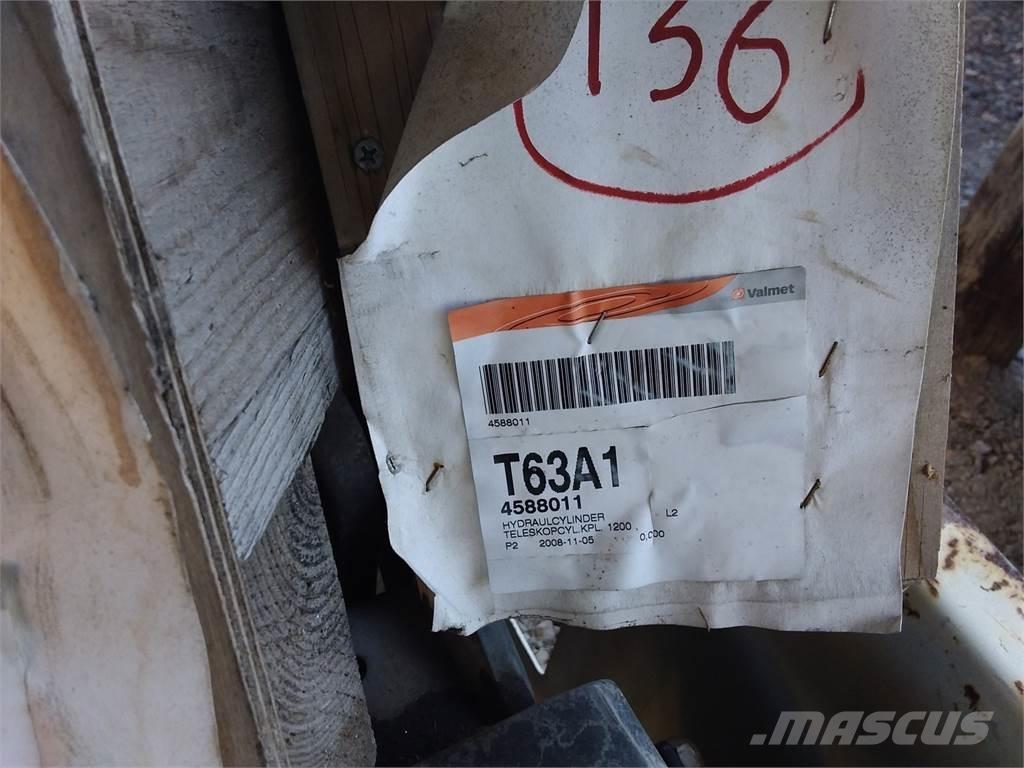 136
Valmet
4588011
T63A1
4588011
HYDRAULCYLINDER L2
TELESKOPCYL.KPL. 1200
P2 2008-11-05 0,000
MASCUS